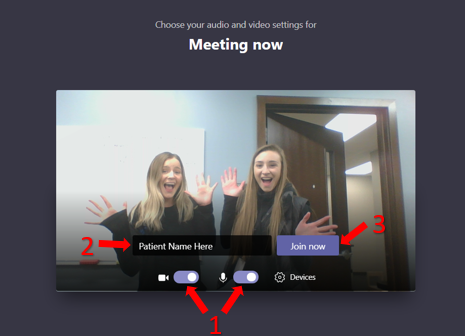 Choose your audio and video settings for
Meeting now
2
Patient Name Here
Join now
3
Devices
1